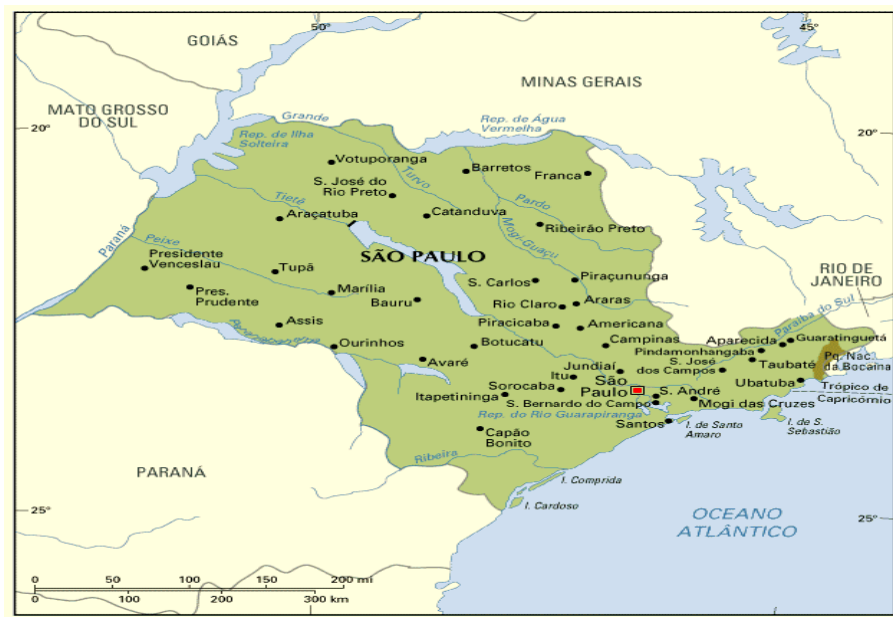 50°
45°
GOIÁS
MINAS GERAIS
MATO GROSSO
DO SUL
20°
20°
Grande
Rep. de Água
Vermelha
Rep. de Ilha
Solteira
Votuporanga
Turvo
Barretos
Franca
S. José do
Rio Preto
Tietê
Pardo
Araçatuba
Catanduva
Mogi-Guaçu
Ribeirão Preto
Paraná
Peixe
SÃO PAULO
Presidente
Venceslau
Tupã
S. Carlos
Piraçununga
RIO DE
JANEIRO
Pres.
Prudente
Marília
Bauru
Rio Claro
Araras
Paraíba do Sul
Assis
Piracicaba
Americana
Paranapanema
Ourinhos
Botucatu
Campinas
Aparecida
Guaratinguetá
Pindamonhangaba
Avaré
Jundiaí
S. José
dos Campos
Taubaté
Pq. Nac.
da Bocaina
Itu
São
Paulo
Ubatuba
Sorocaba
S. André
Trópico de
Capricómio
Itapetininga
S. Bernardo do Campo
Mogi das Cruzes
Rep. do Rio Guarapiranga
Santos
I. de Santo
Amaro
I. de S.
Sebastião
Capão
Bonito
Ribeira
PARANÁ
I. Comprida
I. Cardoso
25°
25°
OCEANO
ATLÂNTICO
0 50 100 150 200 mi
0 100 200 300 km